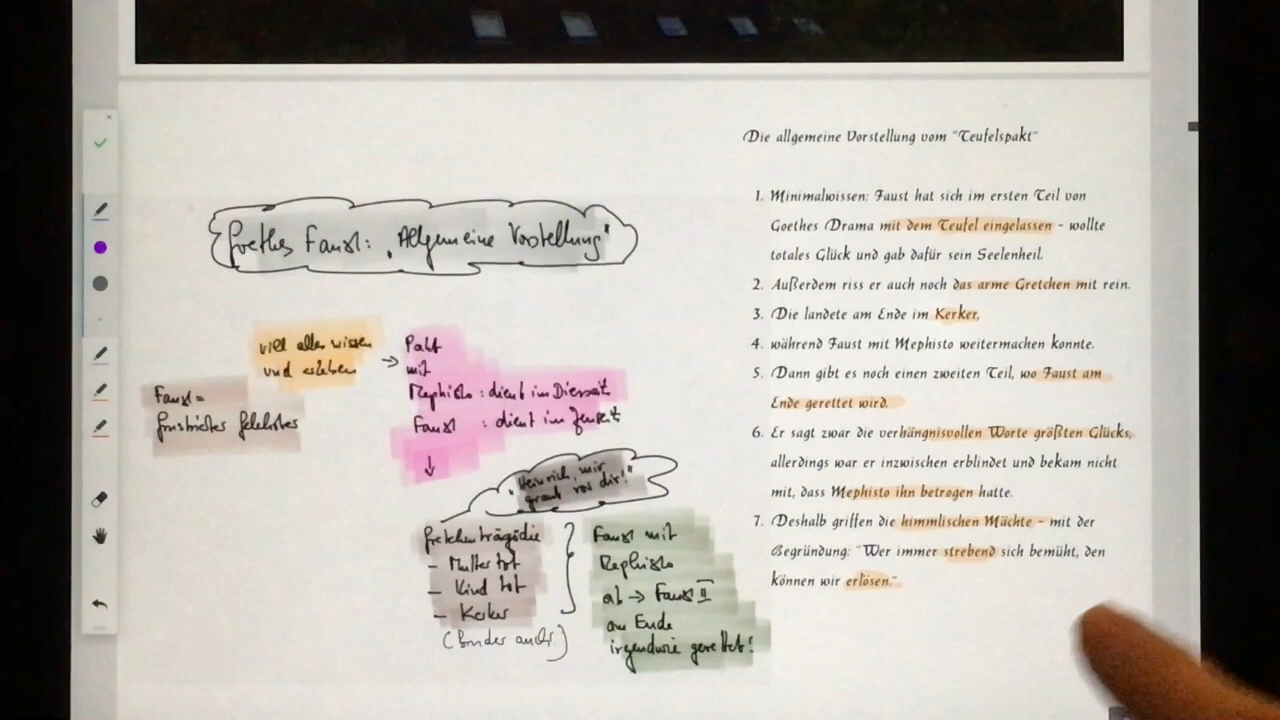 Goethes Faust: „Allgemeine Vorstellung"
will alles wissen
und erleben
→ Pakt
mit
Mephisto: dient im Diesseits
Faust : dient im Jenseits
↓
Faust =
frustrierter Gelehrter
„Heinrich, mir
graut vor dir!"
Gretchentragödie
- Mutter tot
- Kind tot
- Kerker
(Bruder auch)
Faust mit
Mephisto
ab → Faust II
am Ende
irgendwie gerettet!
Die allgemeine Vorstellung vom "Teufelspakt"
1. Minimalwissen: Faust hat sich im ersten Teil von
Goethes Drama mit dem Teufel eingelassen - wollte
totales Glück und gab dafür sein Seelenheil.
2. Außerdem riss er auch noch das arme Gretchen mit rein.
3. Die landete am Ende im Kerker,
4. während Faust mit Mephisto weitermachen konnte.
5. Dann gibt es noch einen zweiten Teil, wo Faust am
Ende gerettet wird.
6. Er sagt zwar die verhängnisvollen Worte größten Glücks,
allerdings war er inzwischen erblindet und bekam nicht
mit, dass Mephisto ihn betrogen hatte.
7. Deshalb griffen die himmlischen Mächte - mit der
Begründung: "Wer immer strebend sich bemüht, den
können wir erlösen."